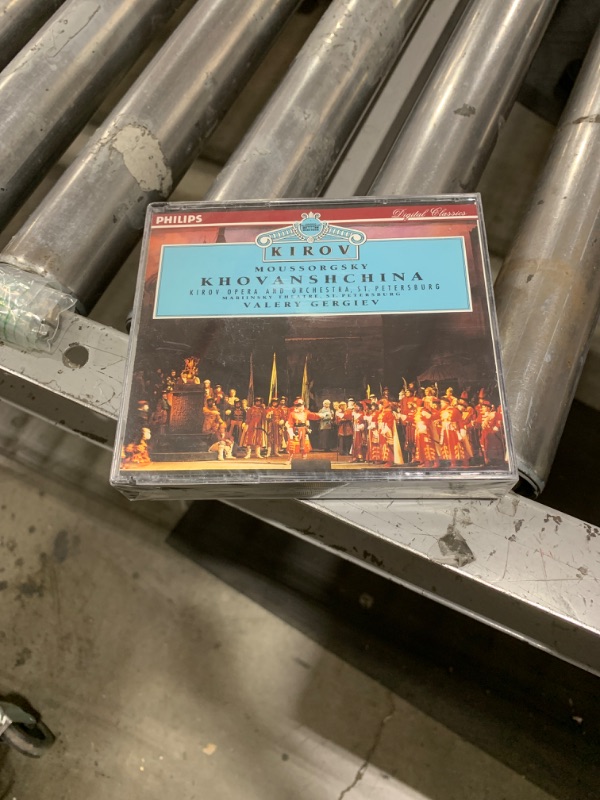 PHILIPS
Digital Classics
KIROV
MOUSSORGSKY
KHOVANSHCHINA
KIROV OPERA AND ORCHESTRA, ST. PETERSBURG
MARIINSKY THEATRE, ST. PETERSBURG
VALERY GERGIEV